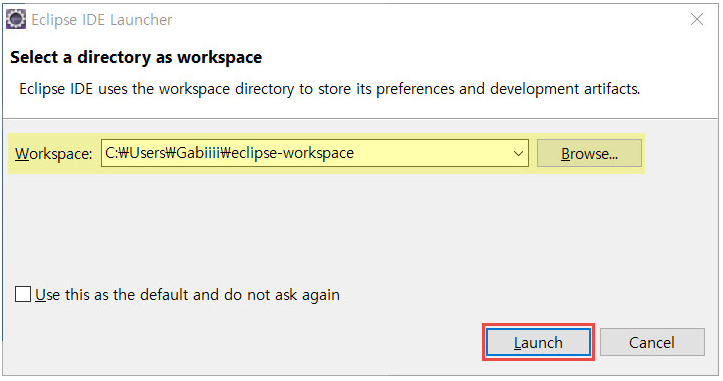 Eclipse IDE Launcher
Select a directory as workspace
Eclipse IDE uses the workspace directory to store its preferences and development artifacts.
Workspace: C:₩Users₩Gabiiii₩eclipse-workspace Browse...
Use this as the default and do not ask again
Launch Cancel